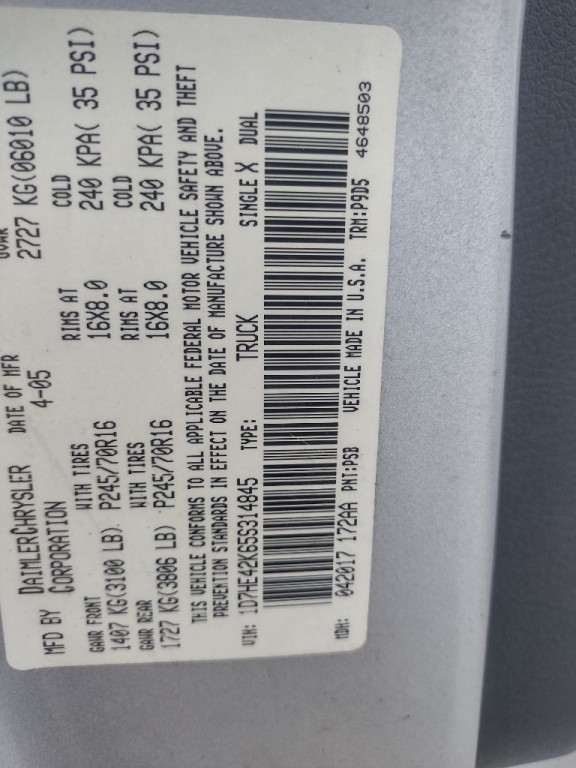 MFD BY DAIMLERCHRYSLER CORPORATION DATE OF MFR 4-05 GVWR 2727 KG(06010 LB)
GAWR FRONT WITH TIRES RIMS AT COLD
1407 KG(3100 LB) P245/70R16 16X8.0 240 KPA( 35 PSI)
GAWR REAR WITH TIRES RIMS AT COLD
1727 KG(3806 LB) P245/70R16 16X8.0 240 KPA( 35 PSI)
THIS VEHICLE CONFORMS TO ALL APPLICABLE FEDERAL MOTOR VEHICLE SAFETY AND THEFT
PREVENTION STANDARDS IN EFFECT ON THE DATE OF MANUFACTURE SHOWN ABOVE.
VIN: 1D7HE42K65S314845 TYPE: TRUCK SINGLE X DUAL
MDH: 042017 172AA PNT:PSB VEHICLE MADE IN U.S.A. TRM:P9D5 4648503